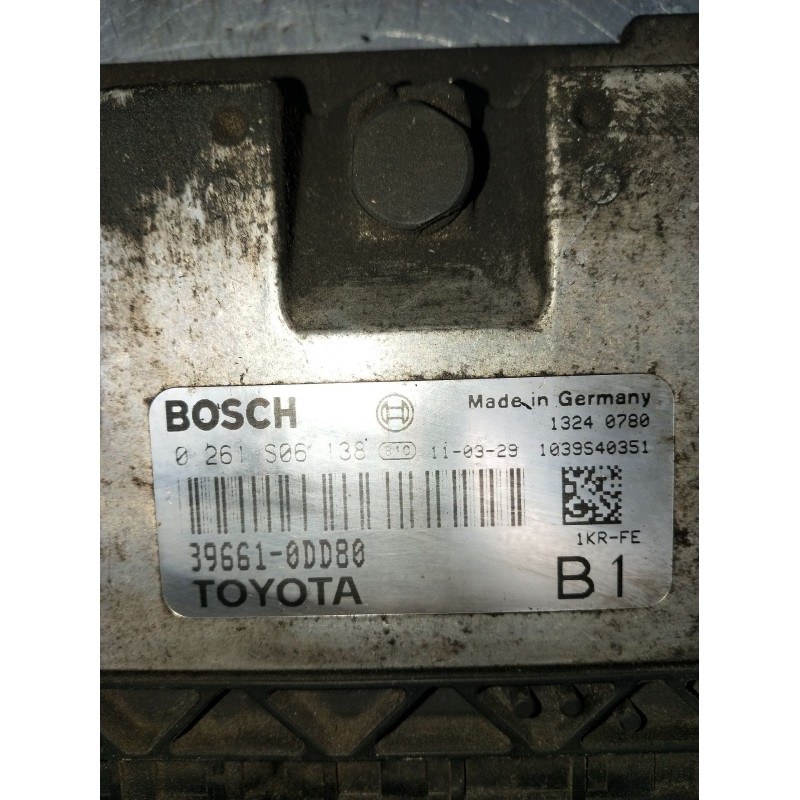 BOSCH
Made in Germany
1324 0780
0 261 S06 138 11-03-29 1039S40351
39661-0DD80
1KR-FE
TOYOTA
B1